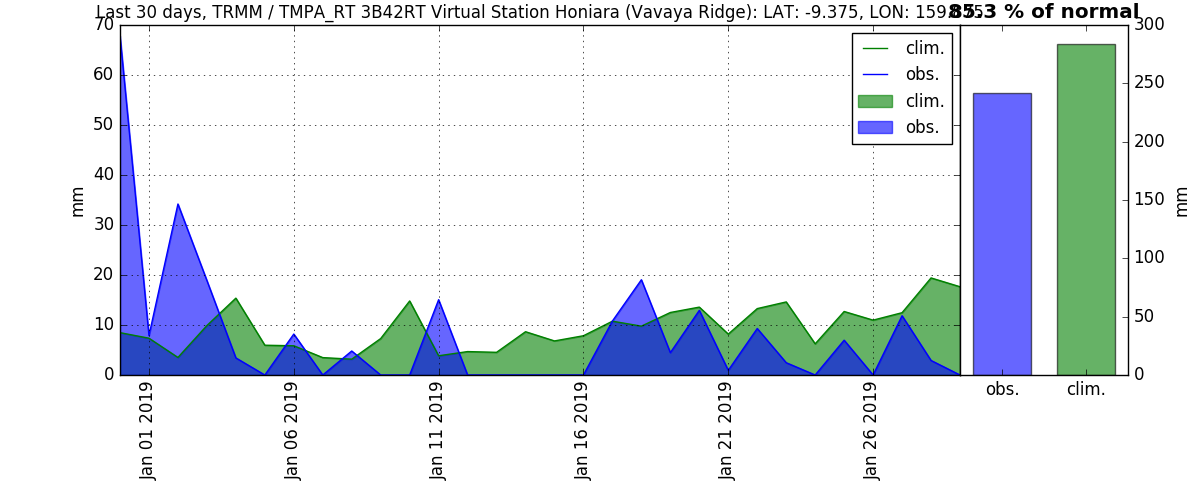 Last 30 days, TRMM / TMPA_RT 3B42RT Virtual Station Honiara (Vavaya Ridge): LAT: -9.375, LON:
85.3 % of normal
70
60
50
40
30
20
10
0
mm
clim.
obs.
clim.
obs.
300
250
200
150
100
50
0
mm
Jan 01 2019
Jan 06 2019
Jan 11 2019
Jan 16 2019
Jan 21 2019
Jan 26 2019
obs.
clim.